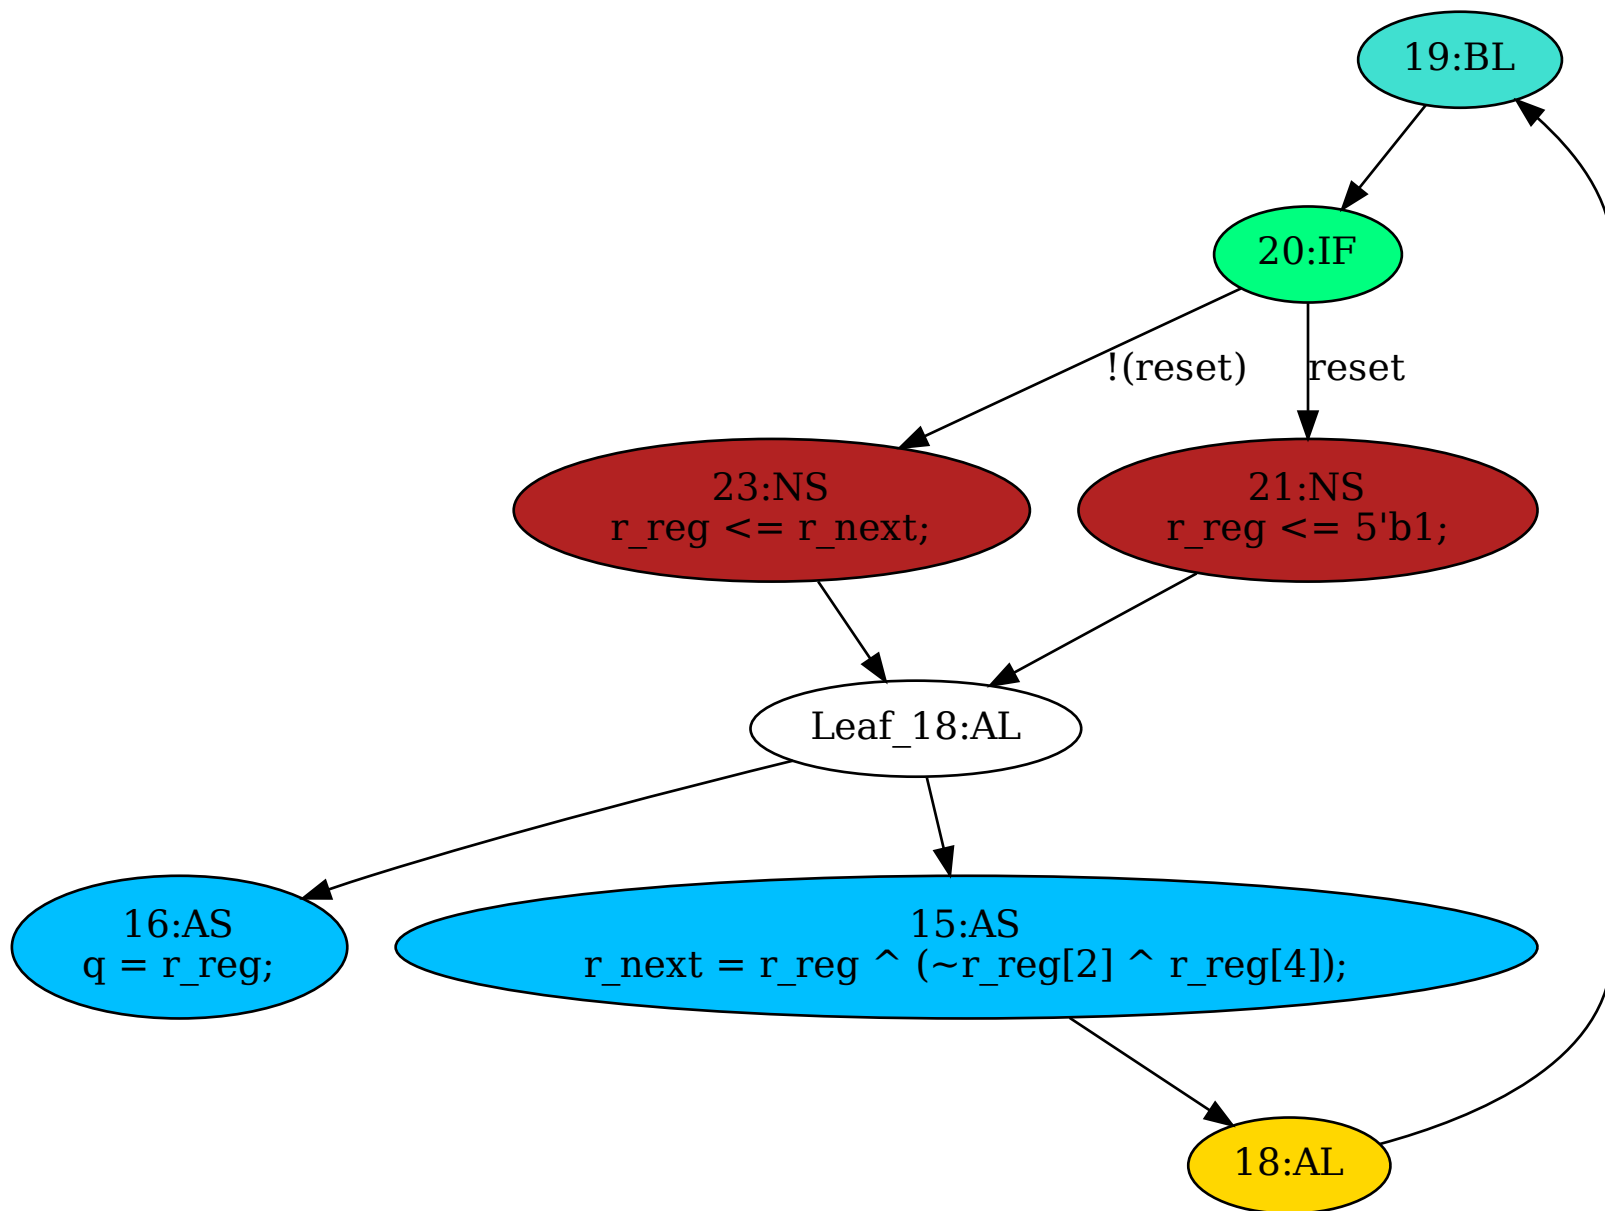 19:BL
20:IF
!(reset)
reset
23:NS
r_reg <= r_next;
21:NS
r_reg <= 5'b1;
Leaf_18:AL
16:AS
q = r_reg;
15:AS
r_next = r_reg ^ (~r_reg[2] ^ r_reg[4]);
18:AL